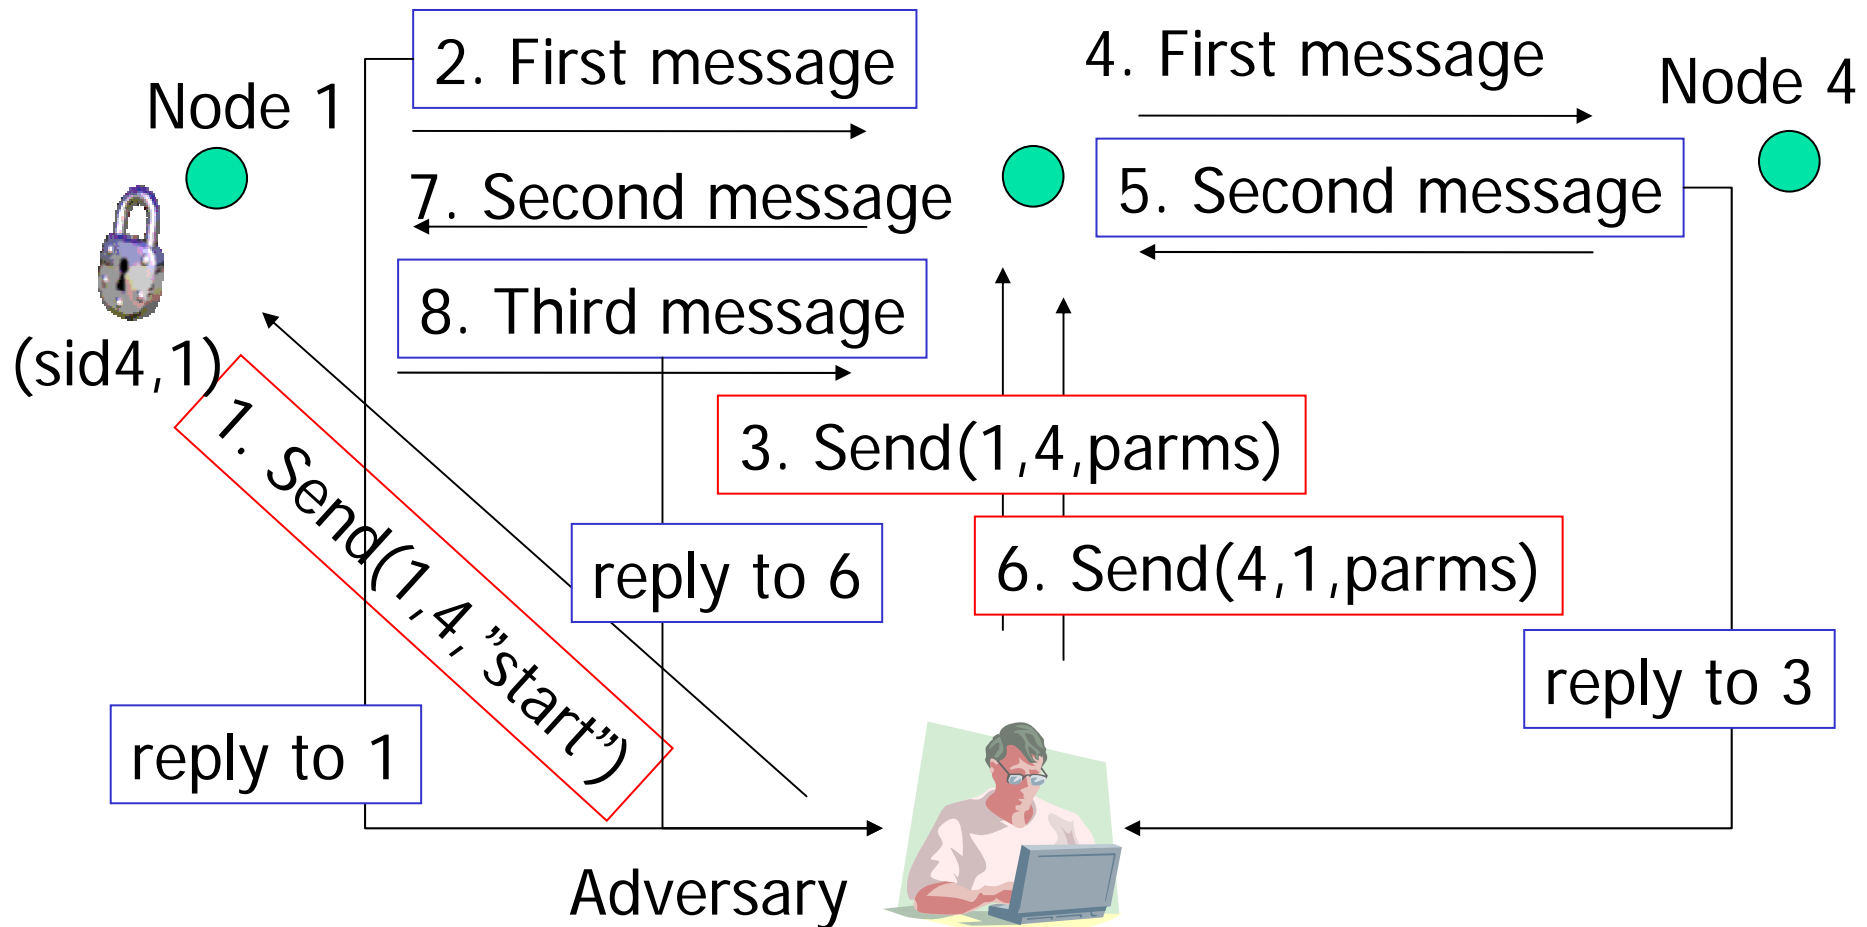 2. First message
4. First message
Node 1
Node 4
7. Second message
5. Second message
8. Third message
(sid4,1)
1. Send(1,4,”start”)
3. Send(1,4,parms)
reply to 6
6. Send(4,1,parms)
reply to 3
reply to 1
Adversary